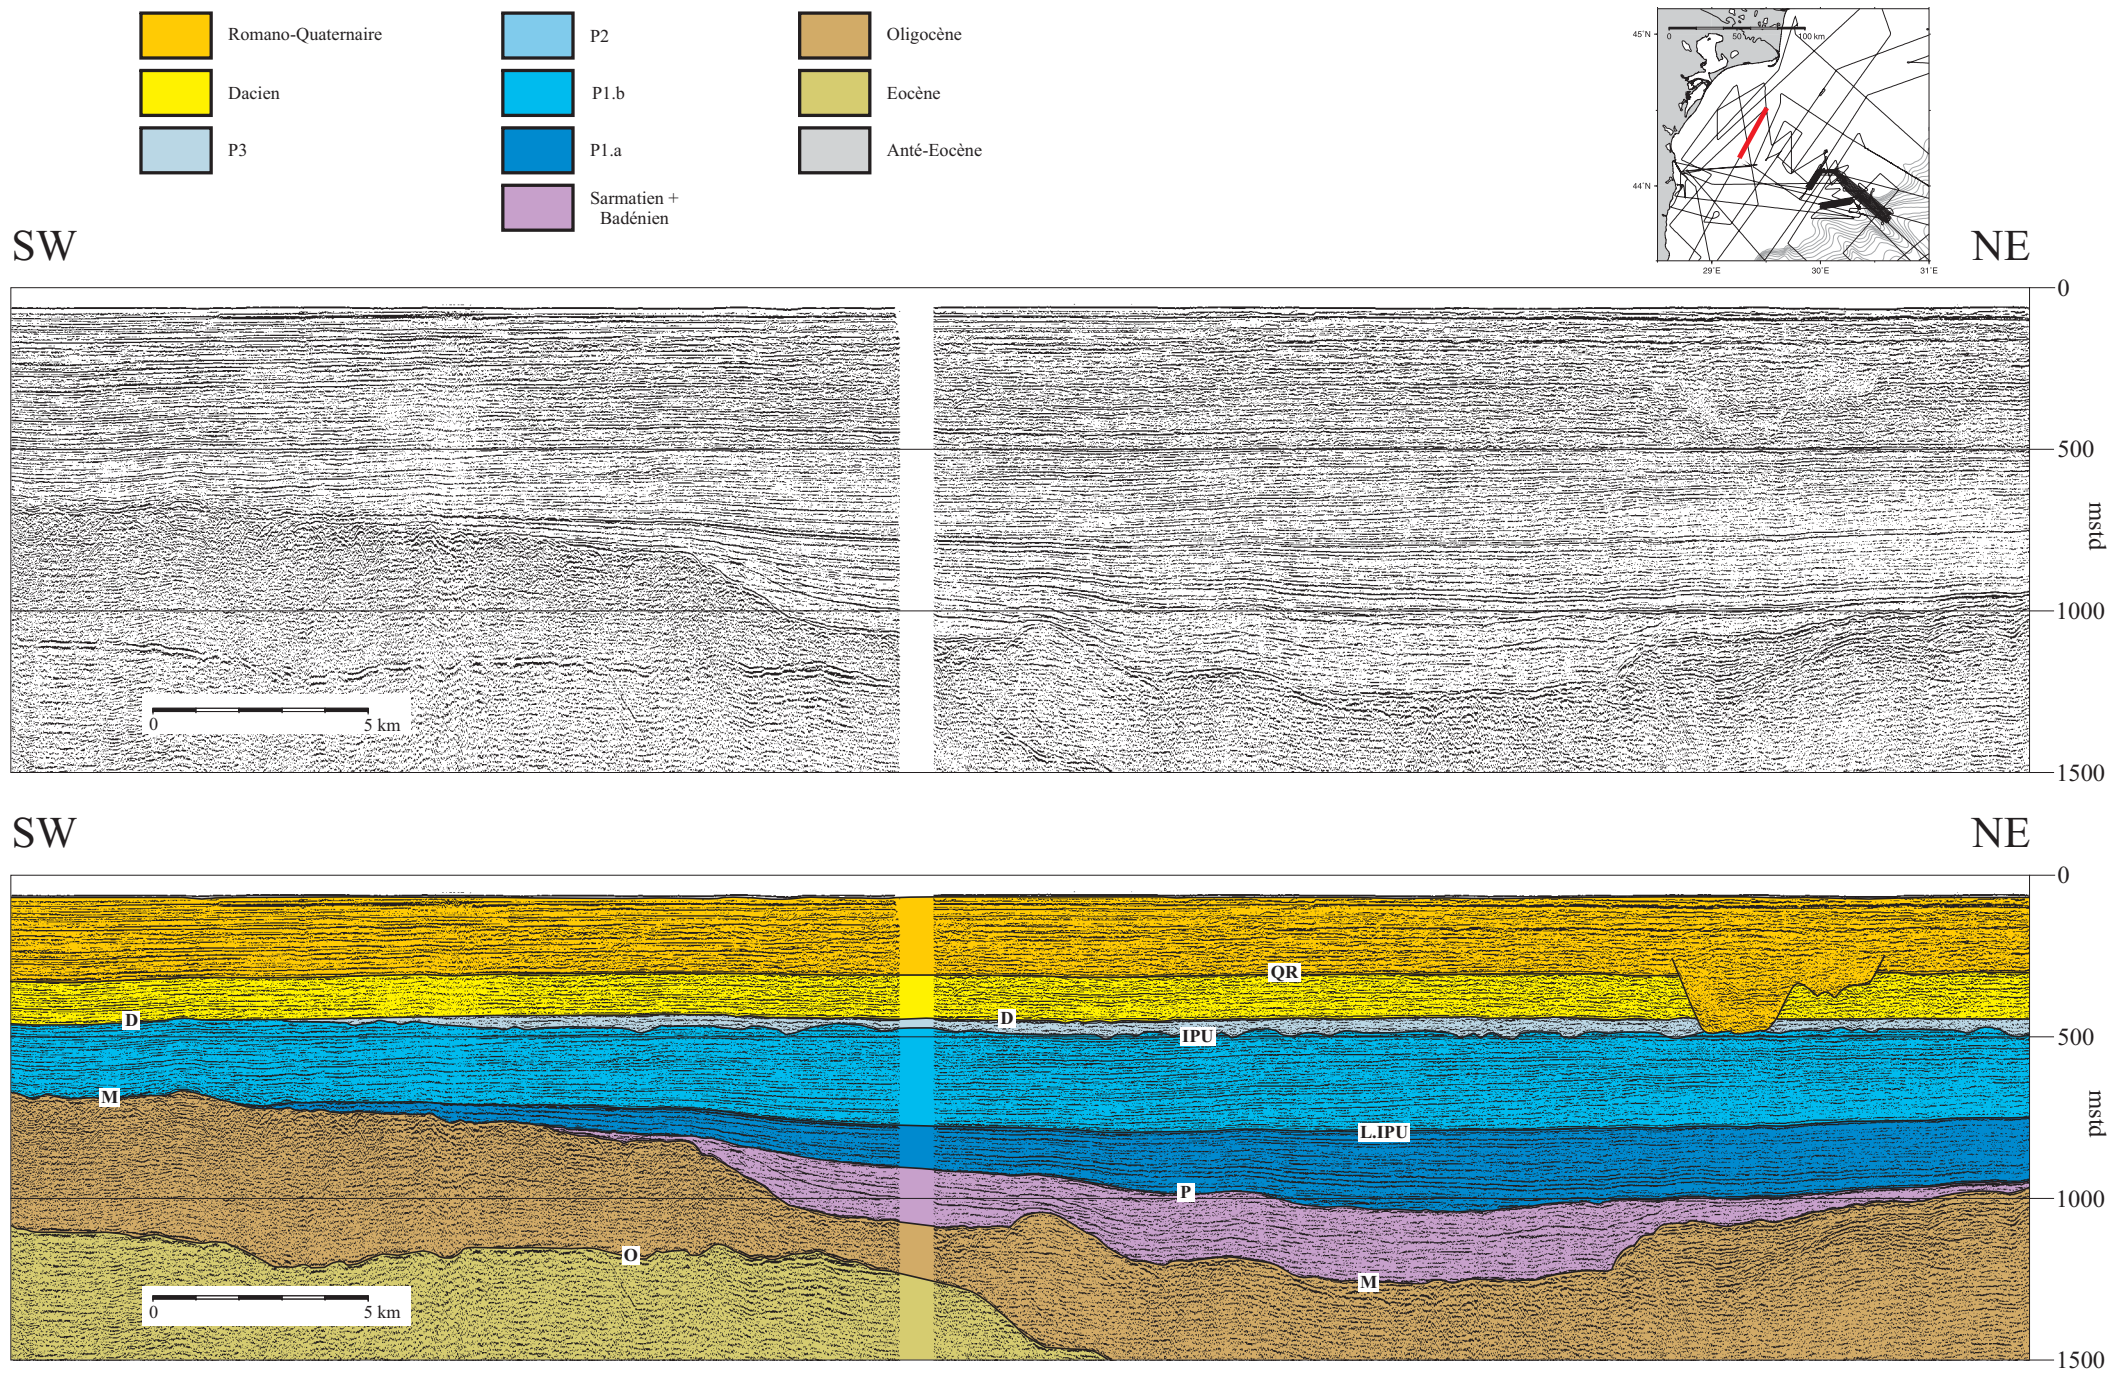 Romano-Quaternaire
Dacien
P3
P2
P1.b
P1.a
Sarmatien +
Badénien
Oligocène
Eocène
Anté-Eocène
45°N
44°N
0 50 100 km
29°E 30°E 31°E
SW
NE
0
500
mstd
1000
1500
0 5 km
SW
NE
0
QR
D
D
IPU
500
M
mstd
L.IPU
P
1000
O
M
0 5 km
1500